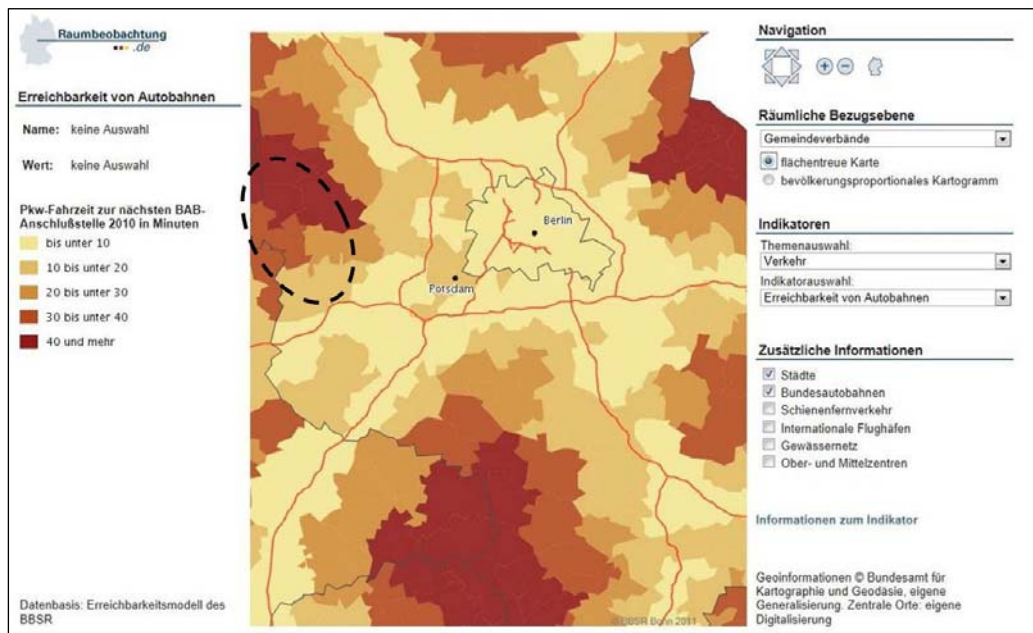 Raumbeobachtung
.de
Erreichbarkeit von Autobahnen
Name: keine Auswahl
Wert: keine Auswahl
Pkw-Fahrzeit zur nächsten BAB-
Anschlußstelle 2010 in Minuten
bis unter 10
10 bis unter 20
20 bis unter 30
30 bis unter 40
40 und mehr
Datenbasis: Erreichbarkeitsmodell des
BBSR
Berlin
Potsdam
© BBSR Bonn 2011
Navigation
Räumliche Bezugsebene
Gemeindeverbände
flächentreue Karte
bevölkerungsproportionales Kartogramm
Indikatoren
Themenauswahl:
Verkehr
Indikatorauswahl:
Erreichbarkeit von Autobahnen
Zusätzliche Informationen
Städte
Bundesautobahnen
Schienenfernverkehr
Internationale Flughäfen
Gewässernetz
Ober- und Mittelzentren
Informationen zum Indikator
Geoinformationen © Bundesamt für
Kartographie und Geodäsie, eigene
Generalisierung. Zentrale Orte: eigene
Digitalisierung